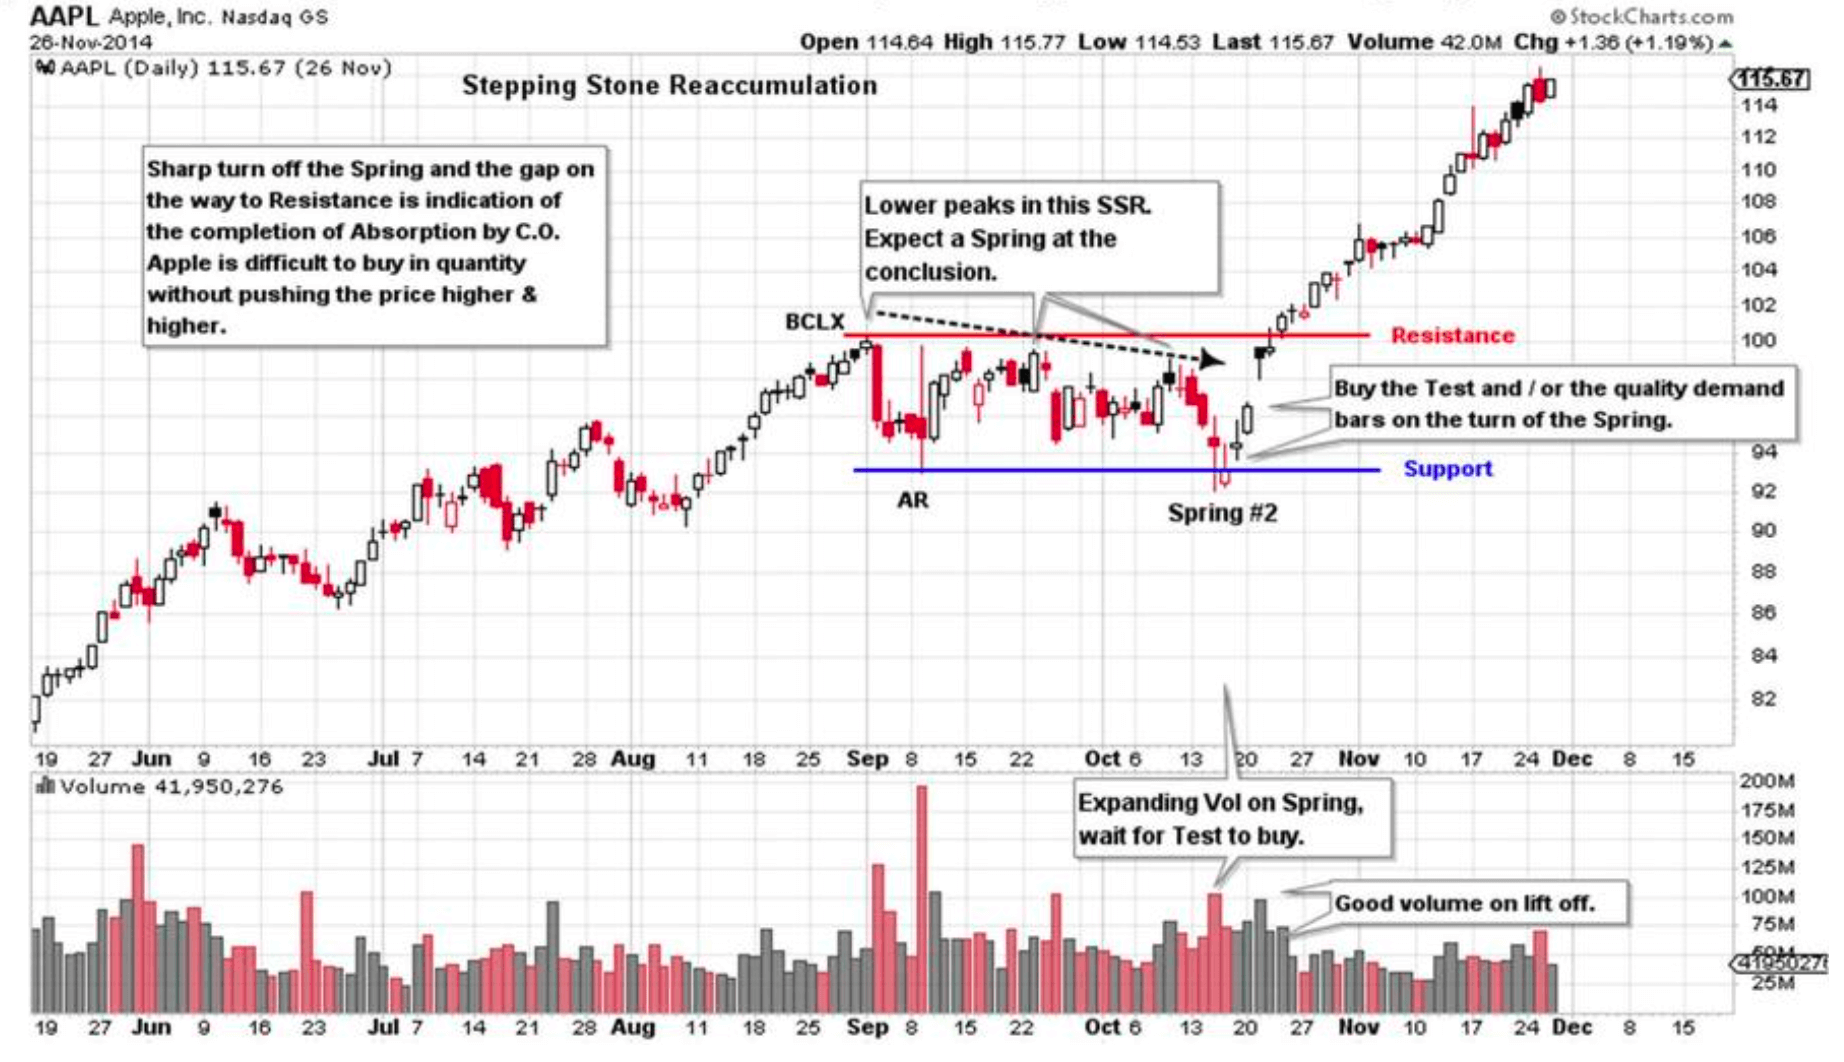 AAPL Apple, Inc. Nasdaq GS
© StockCharts.com
26-Nov-2014
Open 114.64 High 115.77 Low 114.53 Last 115.67 Volume 42.0M Chg +1.36 (+1.19%)
AAPL (Daily) 115.67 (26 Nov)
Stepping Stone Reaccumulation
115.67
Sharp turn off the Spring and the gap on
the way to Resistance is indication of
the completion of Absorption by C.O.
Apple is difficult to buy in quantity
without pushing the price higher &
higher.
Lower peaks in this SSR.
Expect a Spring at the
conclusion.
BCLX
Resistance
Buy the Test and / or the quality demand
bars on the turn of the Spring.
Support
AR
Spring #2
114
112
110
108
106
104
102
100
94
92
90
88
86
84
82
19 27 Jun 9 16 23 Jul 7 14 21 28 Aug 11 18 25 Sep 8 15 22 Oct 6 13 20 27 Nov 10 17 24 Dec 8 15
Volume 41,950,276
Expanding Vol on Spring,
wait for Test to buy.
Good volume on lift off.
200M
175M
150M
125M
100M
75M
50M
4195027
25M
19 27 Jun 9 16 23 Jul 7 14 21 28 Aug 11 18 25 Sep 8 15 22 Oct 6 13 20 27 Nov 10 17 24 Dec 8 15